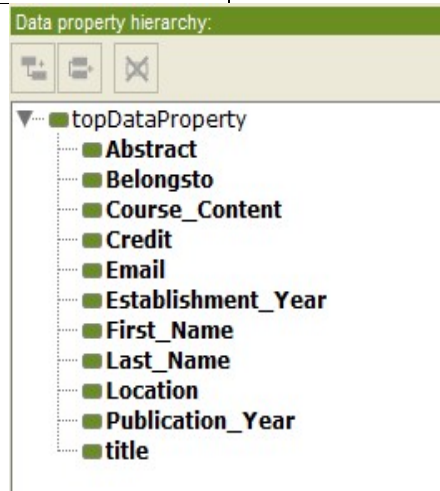 Data property hierarchy:
topDataProperty
Abstract
Belongsto
Course_Content
Credit
Email
Establishment_Year
First_Name
Last_Name
Location
Publication_Year
title